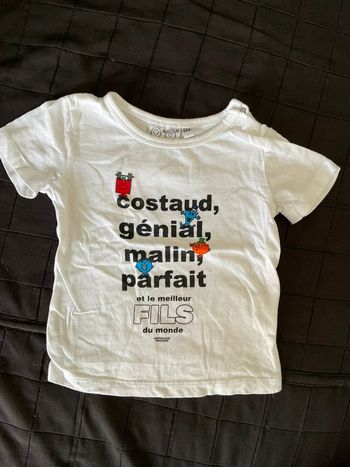 costaud,
génial,
malin,
parfait
et le meilleur
FILS
du monde